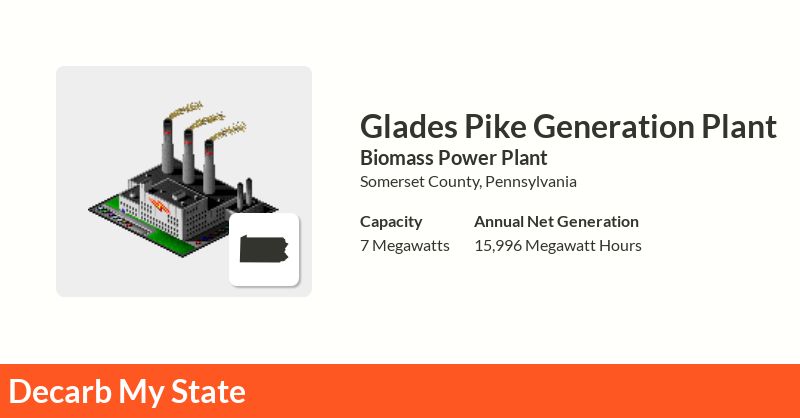 Glades Pike Generation Plant
Biomass Power Plant
Somerset County, Pennsylvania
Capacity
Annual Net Generation
7 Megawatts
15,996 Megawatt Hours
Decarb My State